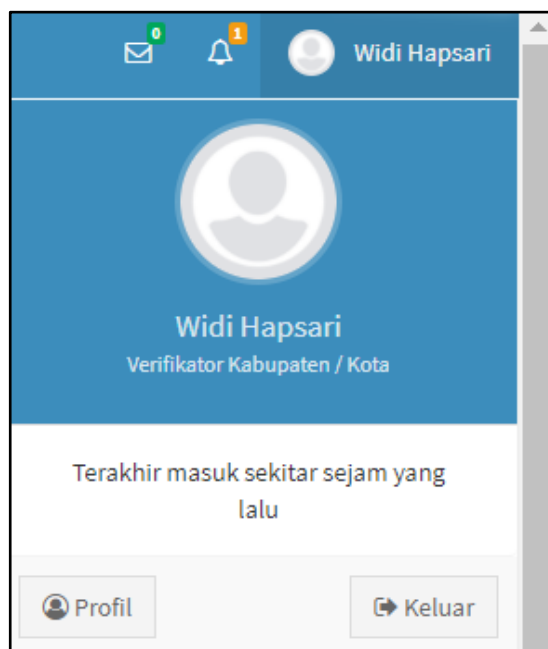 0
1
Widi Hapsari
Widi Hapsari
Verifikator Kabupaten / Kota
Terakhir masuk sekitar sejam yang
lalu
Profil
Keluar